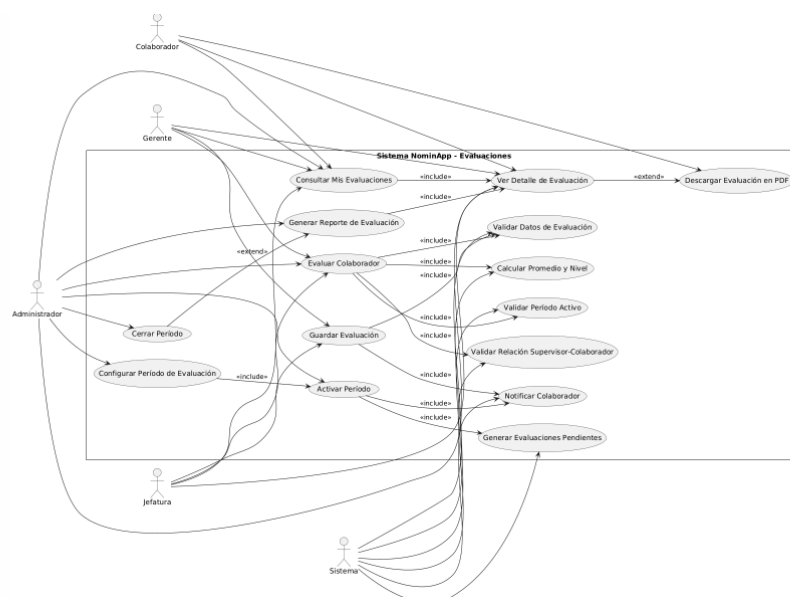 Colaborador
Gerente
Sistema NominApp - Evaluaciones
Consultar Mis Evaluaciones
«include»
Ver Detalle de Evaluación
«extend»
Descargar Evaluación en PDF
«include»
Generar Reporte de Evaluación
Validar Datos de Evaluación
«include»
«extend»
Evaluar Colaborador
«include»
Calcular Promedio y Nivel
«include»
Administrador
Validar Período Activo
«include»
Cerrar Período
Guardar Evaluación
«include»
Validar Relación Supervisor-Colaborador
Configurar Período de Evaluación
«include»
«include»
Activar Período
Notificar Colaborador
«include»
«include»
Generar Evaluaciones Pendientes
Jefatura
Sistema